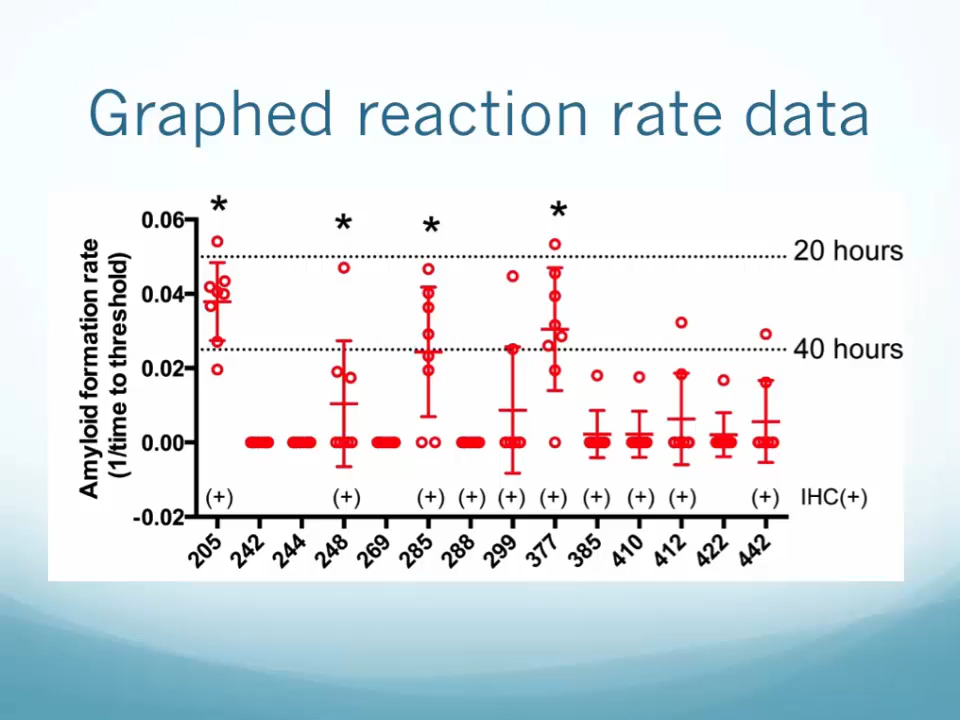 Graphed reaction rate data
Amyloid formation rate
(1/time to threshold)
* * * *
0.06
20 hours
0.04
40 hours
0.02
0.00
(+) (+) (+) (+) (+) (+) (+) (+) (+) (+) IHC(+)
-0.02
205 242 244 248 269 285 288 299 377 385 410 412 422 442